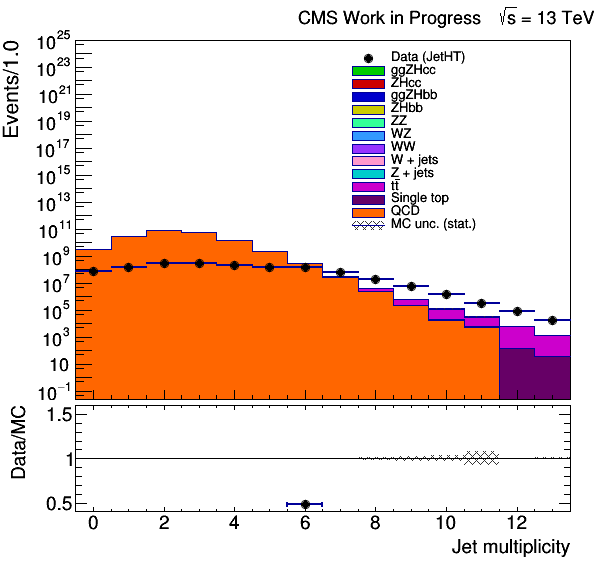 CMS Work in Progress √s = 13 TeV
Events/1.0
10^25
10^23
10^21
10^19
10^17
10^15
10^13
10^11
10^9
10^7
10^5
10^3
10
10^−1
Data (JetHT)
ggZHcc
ZHcc
ggZHbb
ZHbb
ZZ
WZ
WW
W + jets
Z + jets
tt̄
Single top
QCD
MC unc. (stat.)
Data/MC
1.5
1
0.5
0 2 4 6 8 10 12
Jet multiplicity